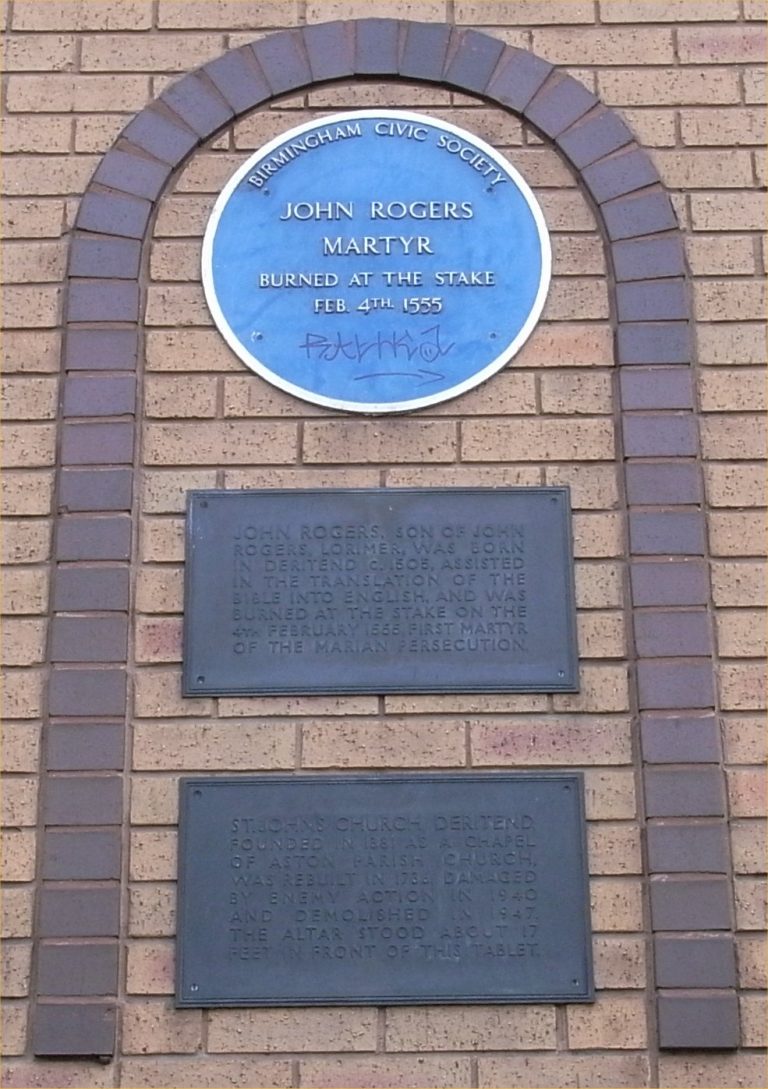 BIRMINGHAM CIVIC SOCIETY
JOHN ROGERS
MARTYR
BURNED AT THE STAKE
FEB. 4TH. 1555
JOHN ROGERS, SON OF JOHN
ROGERS, LORIMER, WAS BORN
IN DERITEND C. 1505, ASSISTED
IN THE TRANSLATION OF THE
BIBLE INTO ENGLISH, AND WAS
BURNED AT THE STAKE ON THE
4TH FEBRUARY 1555, FIRST MARTYR
OF THE MARIAN PERSECUTION.
ST. JOHNS CHURCH, DERITEND,
FOUNDED IN 1381 AS A CHAPEL
OF ASTON PARISH CHURCH,
WAS REBUILT IN 1735, DAMAGED
BY ENEMY ACTION IN 1940
AND DEMOLISHED IN 1947.
THE ALTAR STOOD ABOUT 17
FEET IN FRONT OF THIS TABLET.